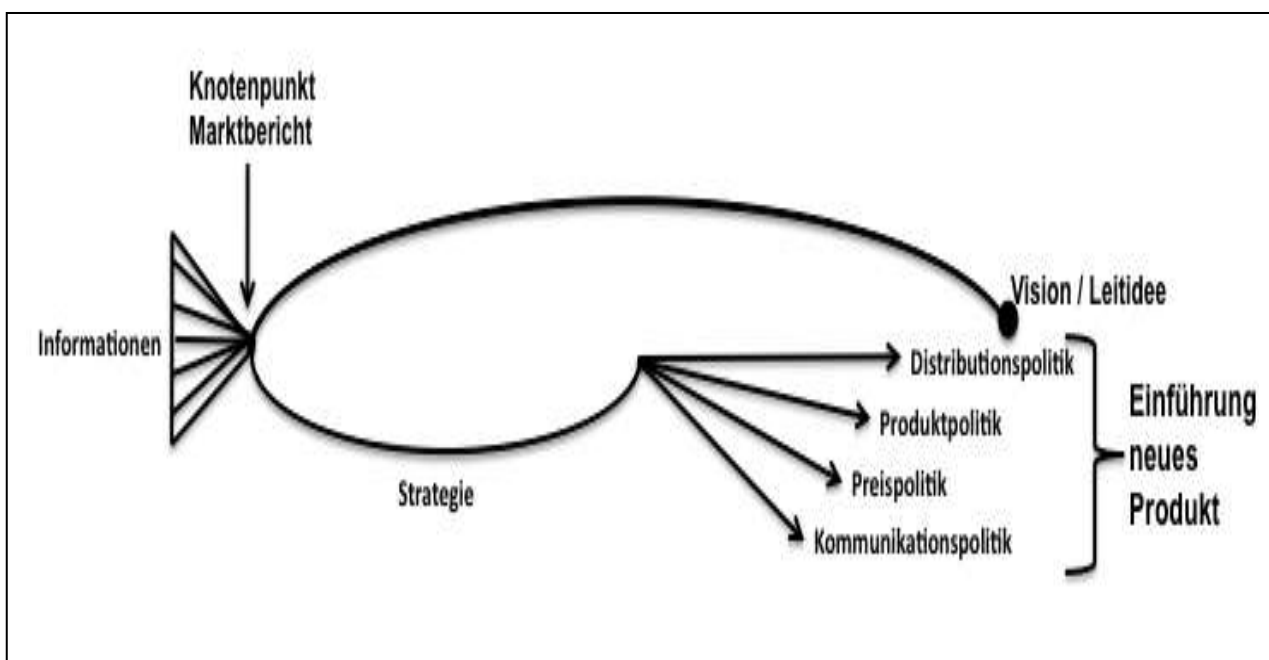 Knotenpunkt
Marktbericht
Informationen
Strategie
Vision / Leitidee
Distributionspolitik
Produktpolitik
Preispolitik
Kommunikationspolitik
Einführung
neues
Produkt